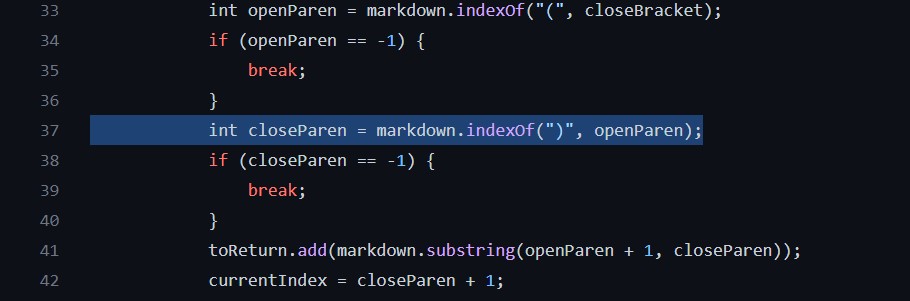 33 int openParen = markdown.indexOf("(", closeBracket);
34 if (openParen == -1) {
35 break;
36 }
37 int closeParen = markdown.indexOf(")", openParen);
38 if (closeParen == -1) {
39 break;
40 }
41 toReturn.add(markdown.substring(openParen + 1, closeParen));
42 currentIndex = closeParen + 1;